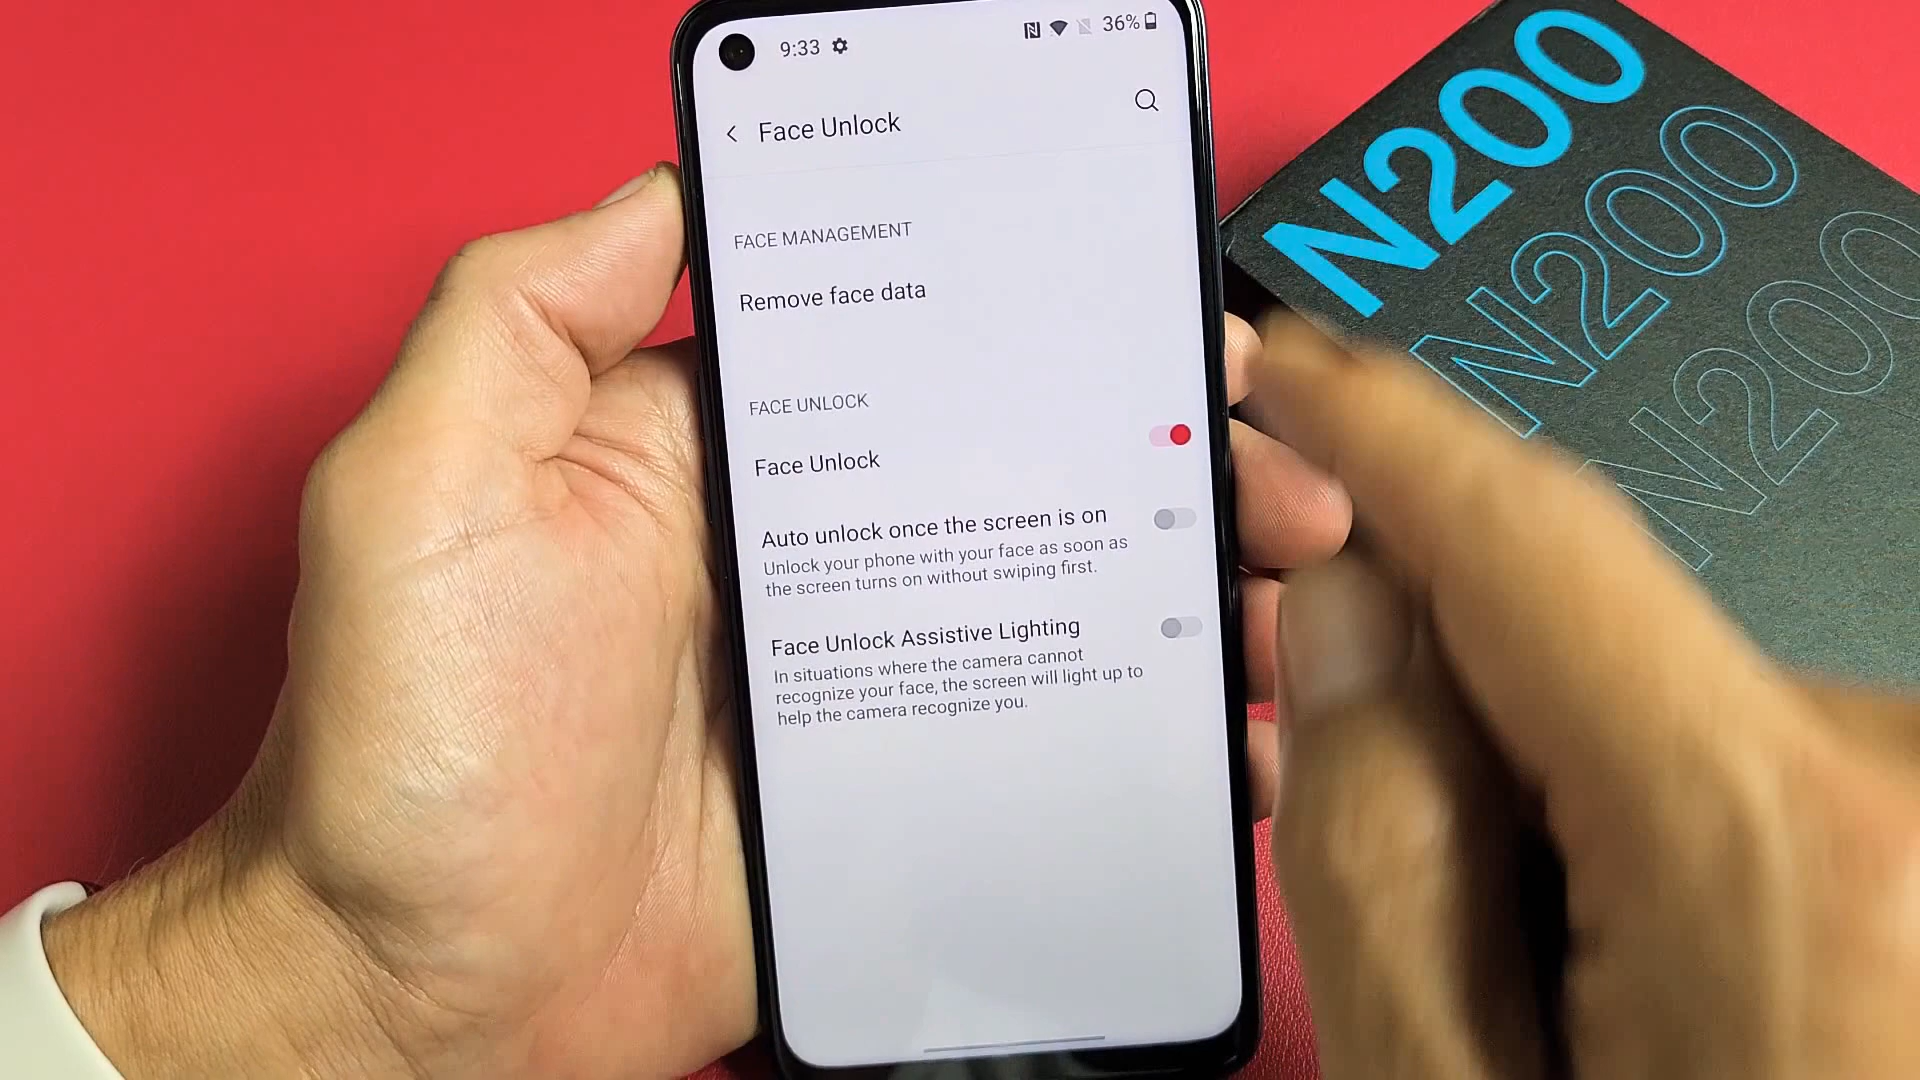 9:33
36%
Face Unlock
FACE MANAGEMENT
Remove face data
FACE UNLOCK
Face Unlock
Auto unlock once the screen is on
Unlock your phone with your face as soon as
the screen turns on without swiping first.
Face Unlock Assistive Lighting
In situations where the camera cannot
recognize your face, the screen will light up to
help the camera recognize you.
N200
N200
N200